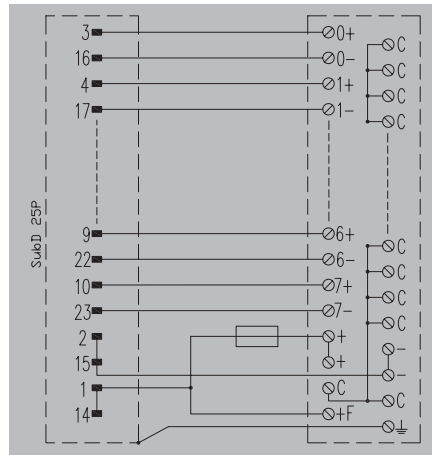 3 0+ C
16 0- C
4 1+ C
17 1- C
SubD 25P
9 6+ C
22 6- C
10 7+ C
23 7- C
2 + -
15 + -
1 C C
14 +F